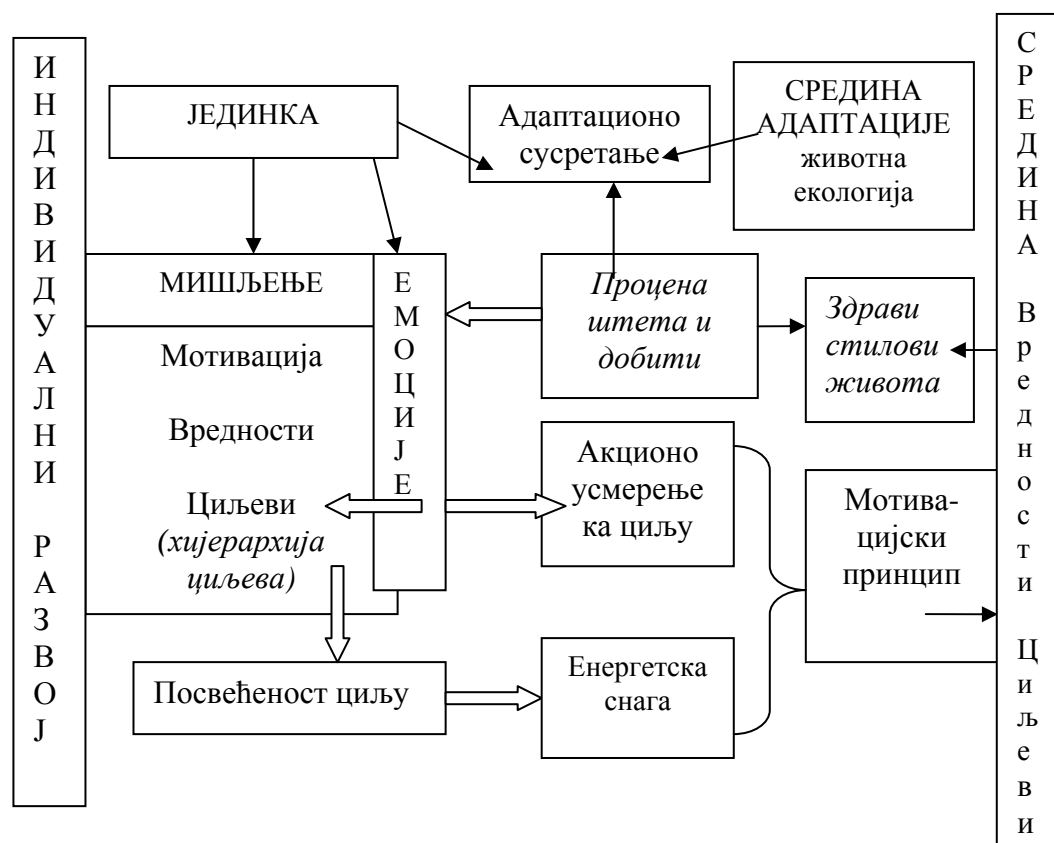 ИНДИВИДУАЛНИ РАЗВОЈ
ЈЕДИНКА
Адаптационо
сусретање
СРЕДИНА
АДАПТАЦИЈЕ
животна
екологија
МИШЉЕЊЕ
ЕМОЦИЈЕ
Процена
штета и
добити
Здрави
стилови
живота
Мотивација
Вредности
Циљеви
(хијерархија
циљева)
Акционо
усмерење
ка циљу
Мотива-
цијски
принцип
Посвећеност циљу
Енергетска
снага
СРЕДИНА Вредности Циљеви